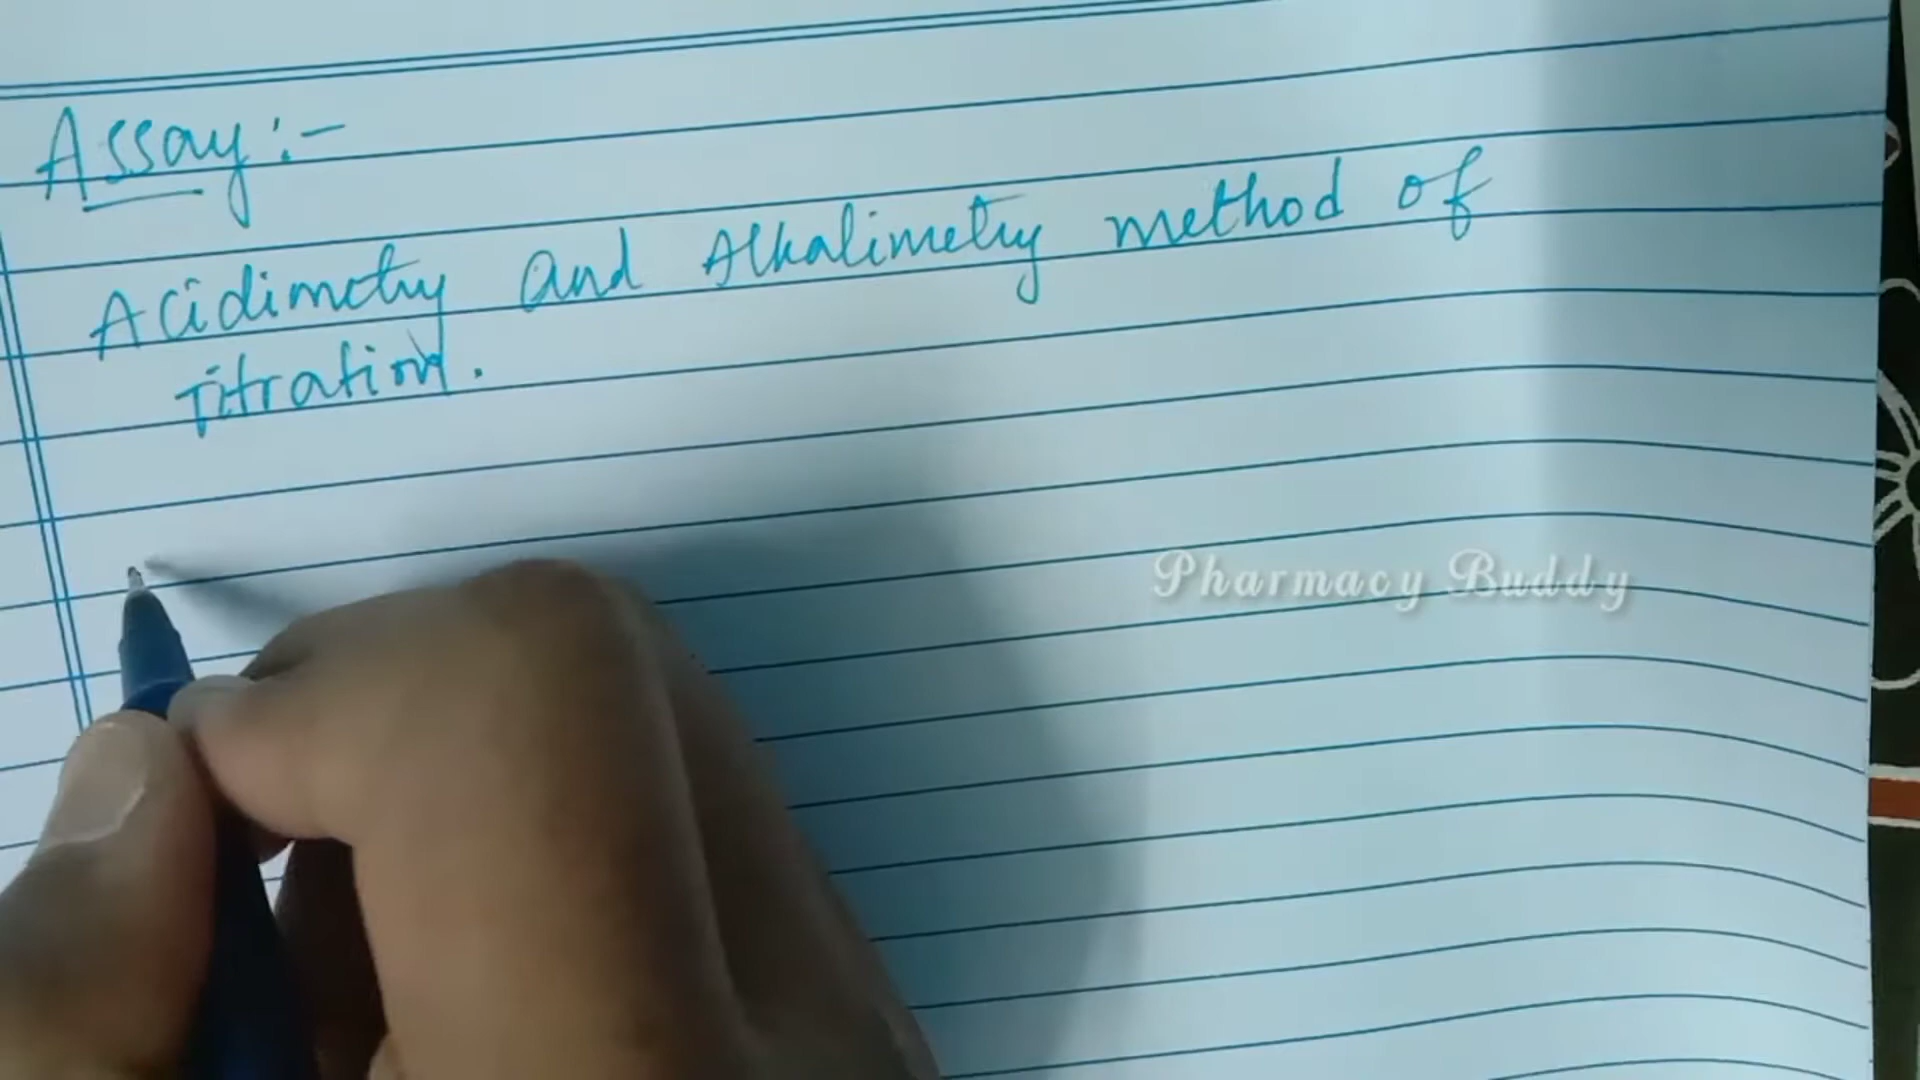 Assay :-
Acidimetry and Alkalimetry method of
Titration.
Pharmacy Buddy